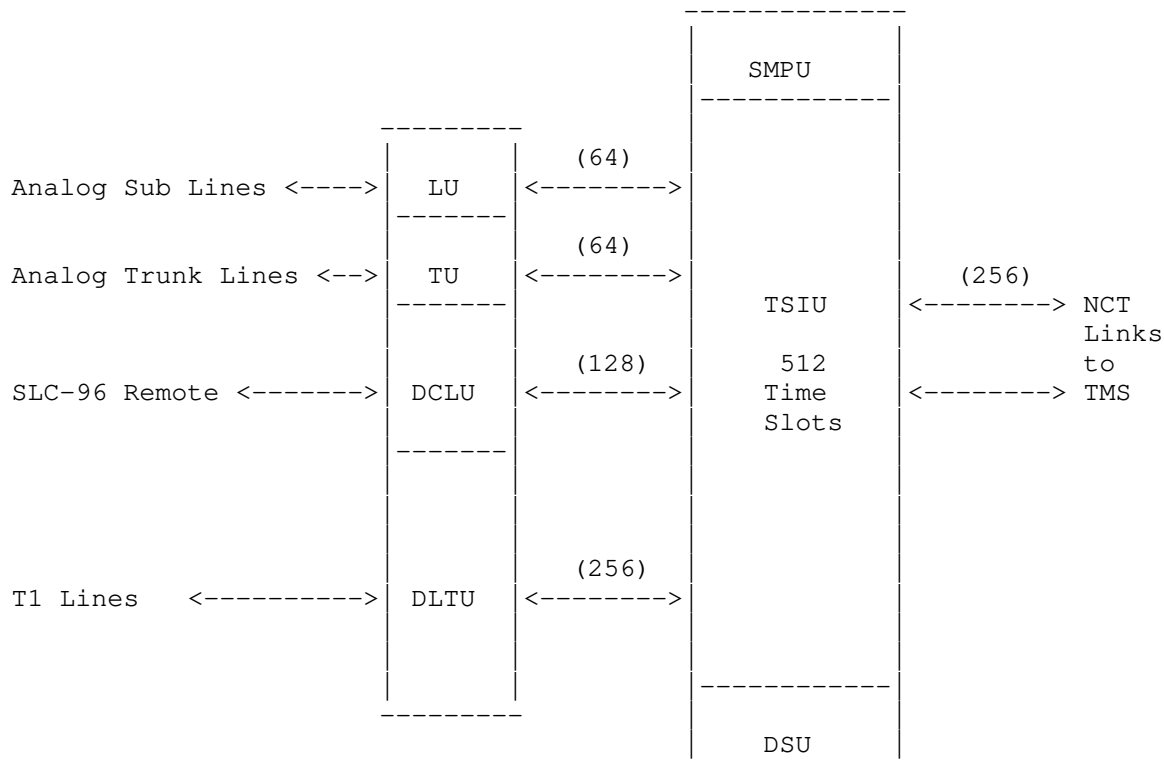 SMPU
(64)
Analog Sub Lines <----> LU <-------->
(64)
Analog Trunk Lines <--> TU <--------> (256)
TSIU <--------> NCT
Links
(128) 512 to
SLC-96 Remote <-------> DCLU <--------> Time <--------> TMS
Slots
(256)
T1 Lines <----------> DLTU <-------->
DSU